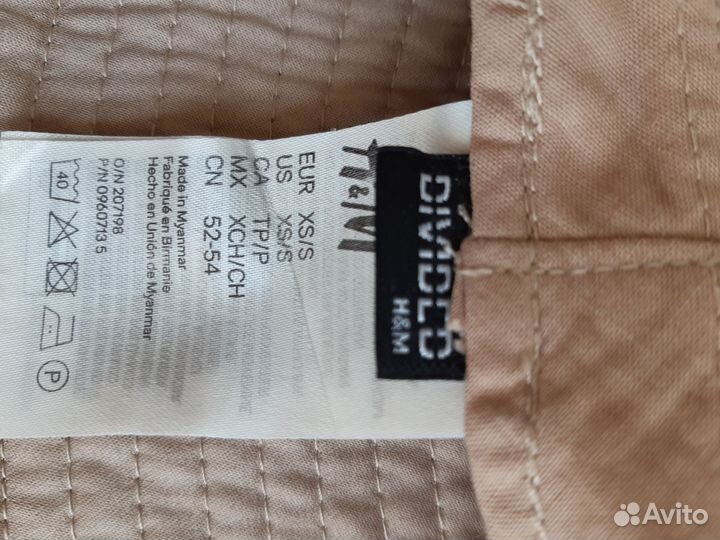 H&M
EUR XS/S
US XS/S
CA TP/P
MX XCH/CH
CN 52-54
Made in Myanmar
Fabriqué en Birmanie
Hecho en Unión de Myanmar
O/N 207198
P/N 0960713 5
40
P
DIVIDED
H&M
Avito